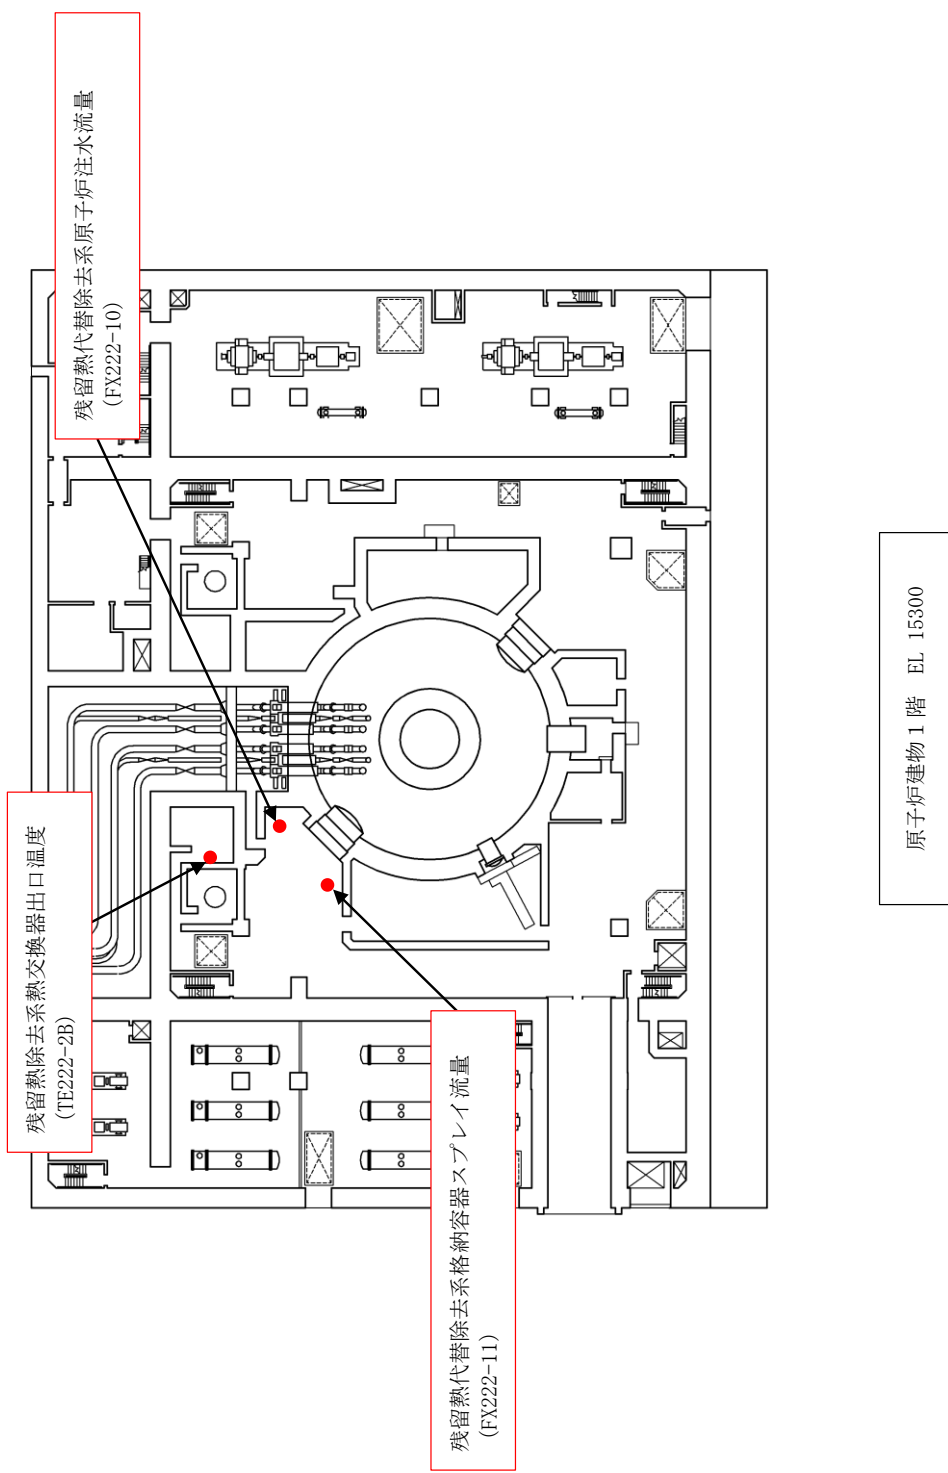 残留熱代替除去系原子炉注水流量
(FX222-10)
残留熱除去系熱交換器出口温度
(TE222-2B)
残留熱代替除去系格納容器スプレイ流量
(FX222-11)
原子炉建物1階 EL 15300